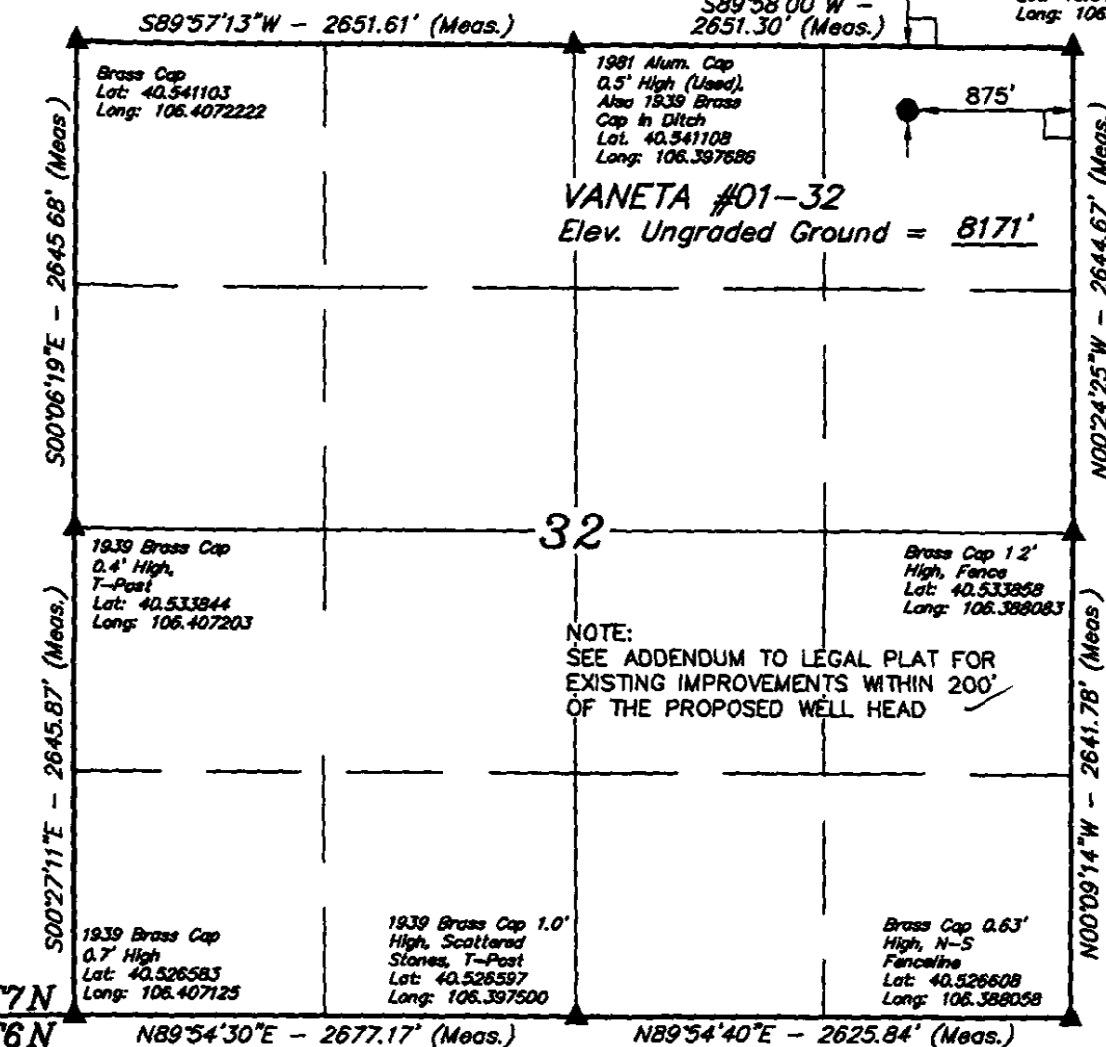 S89°57'13"W - 2651.61' (Meas.)
S89°58'00"W -
2651.30' (Meas.)
Long: 106.
Brass Cap
Lat: 40.541103
Long: 106.4072222
1981 Alum. Cap
0.5' High (Used),
Also 1939 Brass
Cap in Ditch
Lat. 40.541108
Long: 106.397686
875'
VANETA #01-32
Elev. Ungraded Ground = 8171'
S00°06'19"E - 2645 68' (Meas )
N00°24'25"W - 2644.67' (Meas.)
32
1939 Brass Cap
0.4' High,
T-Post
Lat: 40.533844
Long: 106.407203
Brass Cap 1 2'
High, Fence
Lat: 40.533858
Long: 106.388083
NOTE:
SEE ADDENDUM TO LEGAL PLAT FOR
EXISTING IMPROVEMENTS WITHIN 200'
OF THE PROPOSED WELL HEAD
S00°27'11"E - 2645.87' (Meas.)
N00°09'14"W - 2641.78' (Meas )
1939 Brass Cap
0.7' High
Lat: 40.526583
Long: 106.407125
1939 Brass Cap 1.0'
High, Scattered
Stones, T-Post
Lat: 40.526597
Long: 106.397500
Brass Cap 0.63'
High, N-S
Fenceline
Lat: 40.526608
Long: 106.388058
T7N
T6N
N89°54'30"E - 2677.17' (Meas.)
N89°54'40"E - 2625.84' (Meas.)